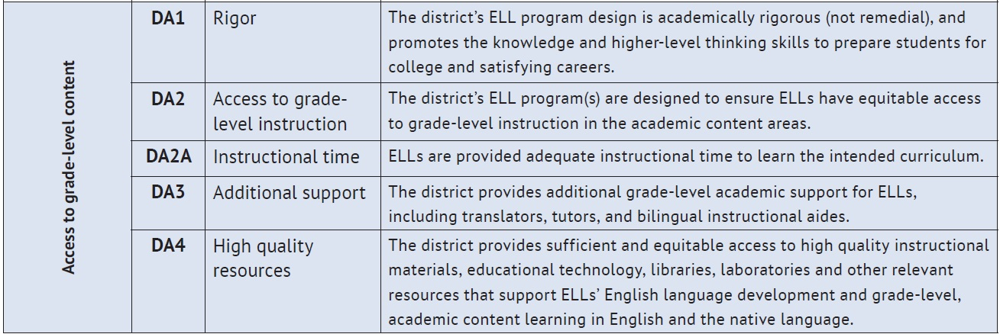 Access to grade-level content
DA1
Rigor
The district's ELL program design is academically rigorous (not remedial), and
promotes the knowledge and higher-level thinking skills to prepare students for
college and satisfying careers.
DA2
Access to grade-
level instruction
The district's ELL program(s) are designed to ensure ELLs have equitable access
to grade-level instruction in the academic content areas.
DA2A
Instructional time
ELLs are provided adequate instructional time to learn the intended curriculum.
DA3
Additional support
The district provides additional grade-level academic support for ELLs,
including translators, tutors, and bilingual instructional aides.
DA4
High quality
resources
The district provides sufficient and equitable access to high quality instructional
materials, educational technology, libraries, laboratories and other relevant
resources that support ELLs' English language development and grade-level,
academic content learning in English and the native language.